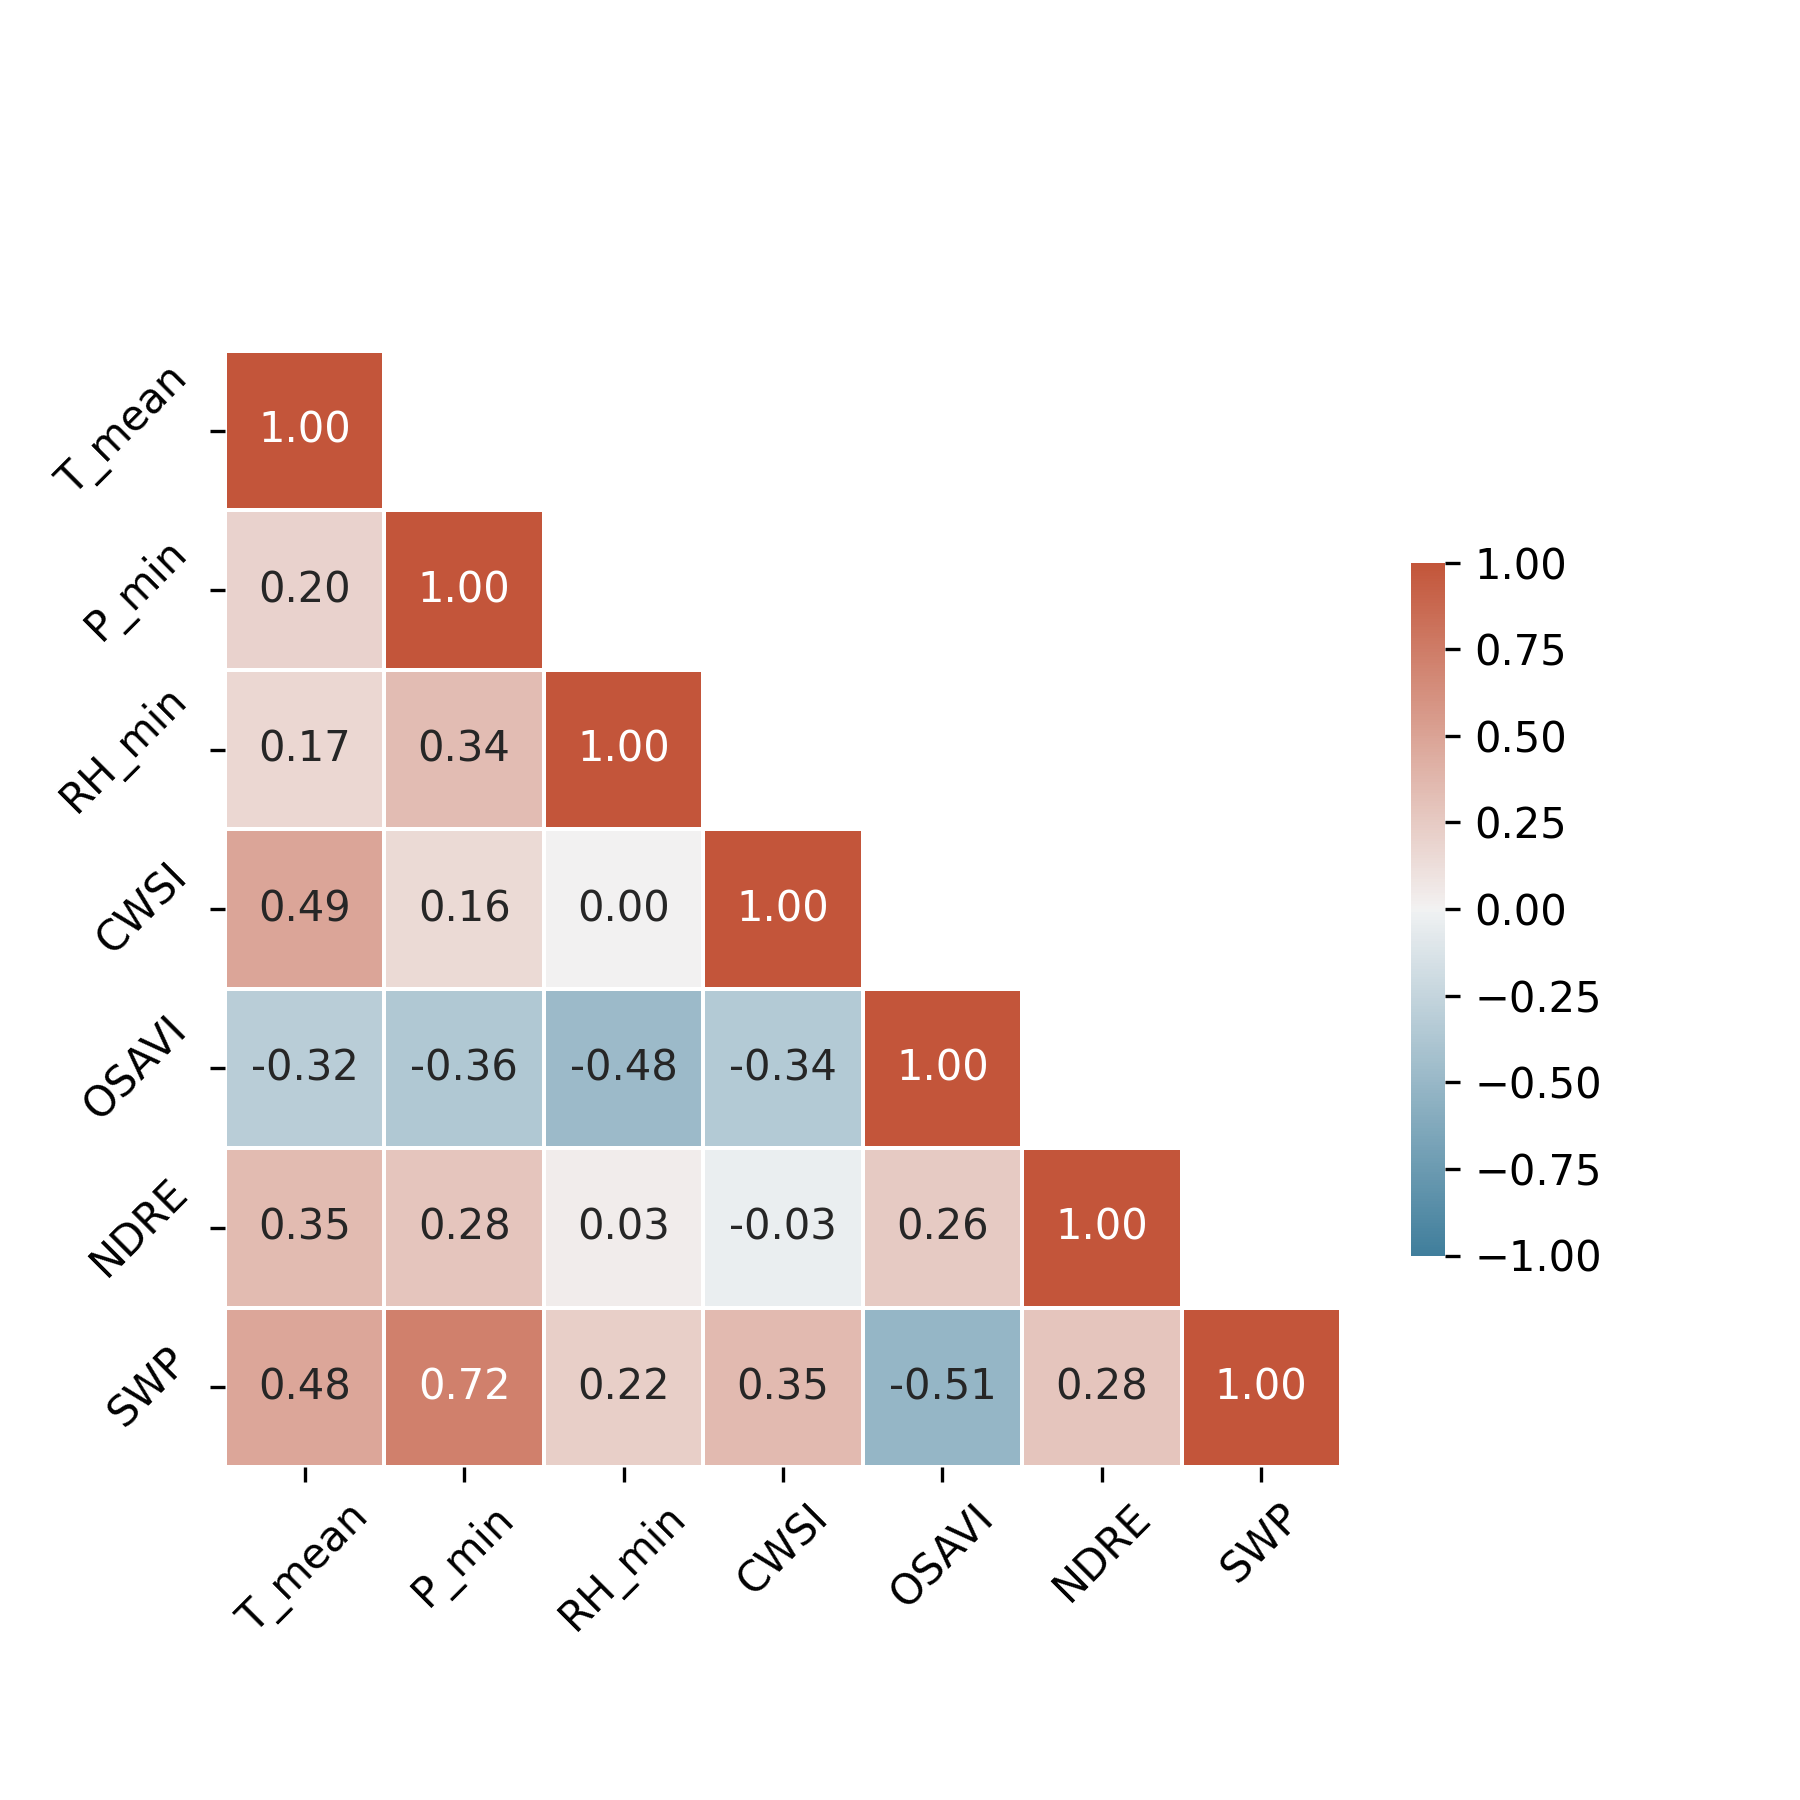 T_mean 1.00
P_min 0.20 1.00
RH_min 0.17 0.34 1.00
CWSI 0.49 0.16 0.00 1.00
OSAVI -0.32 -0.36 -0.48 -0.34 1.00
NDRE 0.35 0.28 0.03 -0.03 0.26 1.00
SWP 0.48 0.72 0.22 0.35 -0.51 0.28 1.00
T_mean P_min RH_min CWSI OSAVI NDRE SWP
1.00
0.75
0.50
0.25
0.00
−0.25
−0.50
−0.75
−1.00